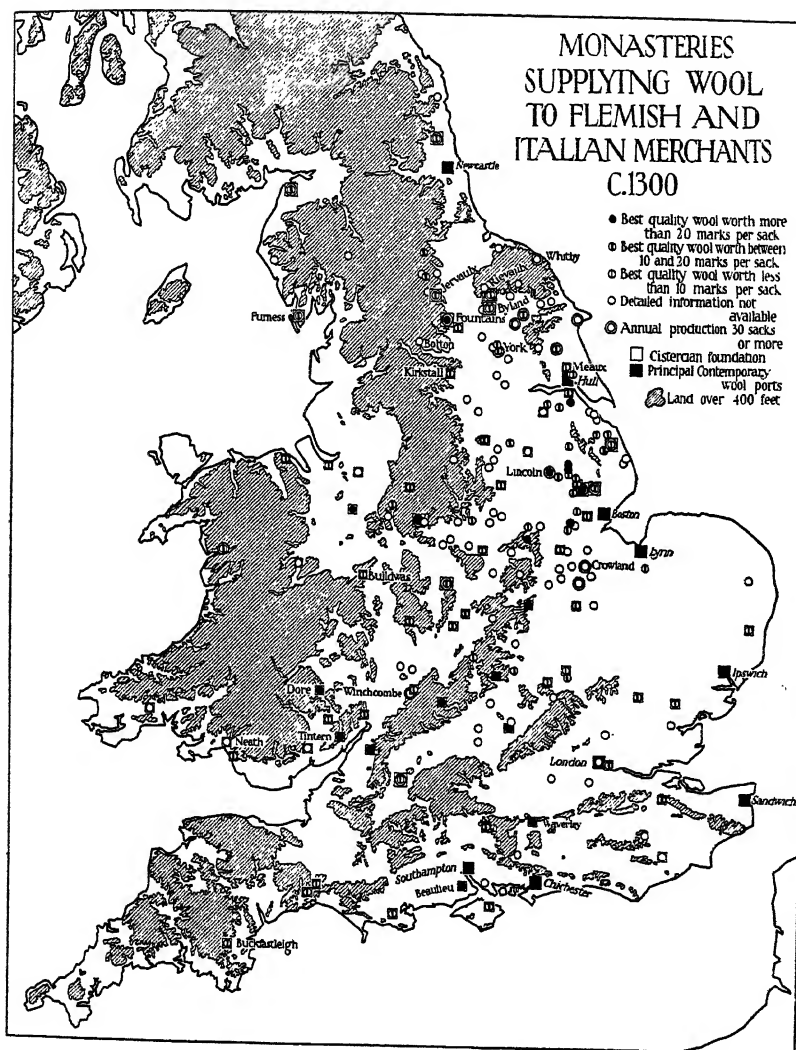 MONASTERIES
SUPPLYING WOOL
TO FLEMISH AND
ITALIAN MERCHANTS
C.1300
Best quality wool worth more
than 20 marks per sack
Best quality wool worth between
10 and 20 marks per sack
Best quality wool worth less
than 10 marks per sack
Detailed information not
available
Annual production 30 sacks
or more
Cistercian foundation
Principal Contemporary
wool ports
Land over 400 feet
Newcastle
Whitby
Jervaulx
Rievaulx
Byland
Furness
Fountains
Bolton
York
Kirkstall
Meaux
Hull
Lincoln
Boston
Lynn
Crowland
Buildwas
Dore
Winchcombe
Ipswich
Neath
Tintern
London
Sandwich
Waverley
Southampton
Beaulieu
Chichester
Buckfastleigh